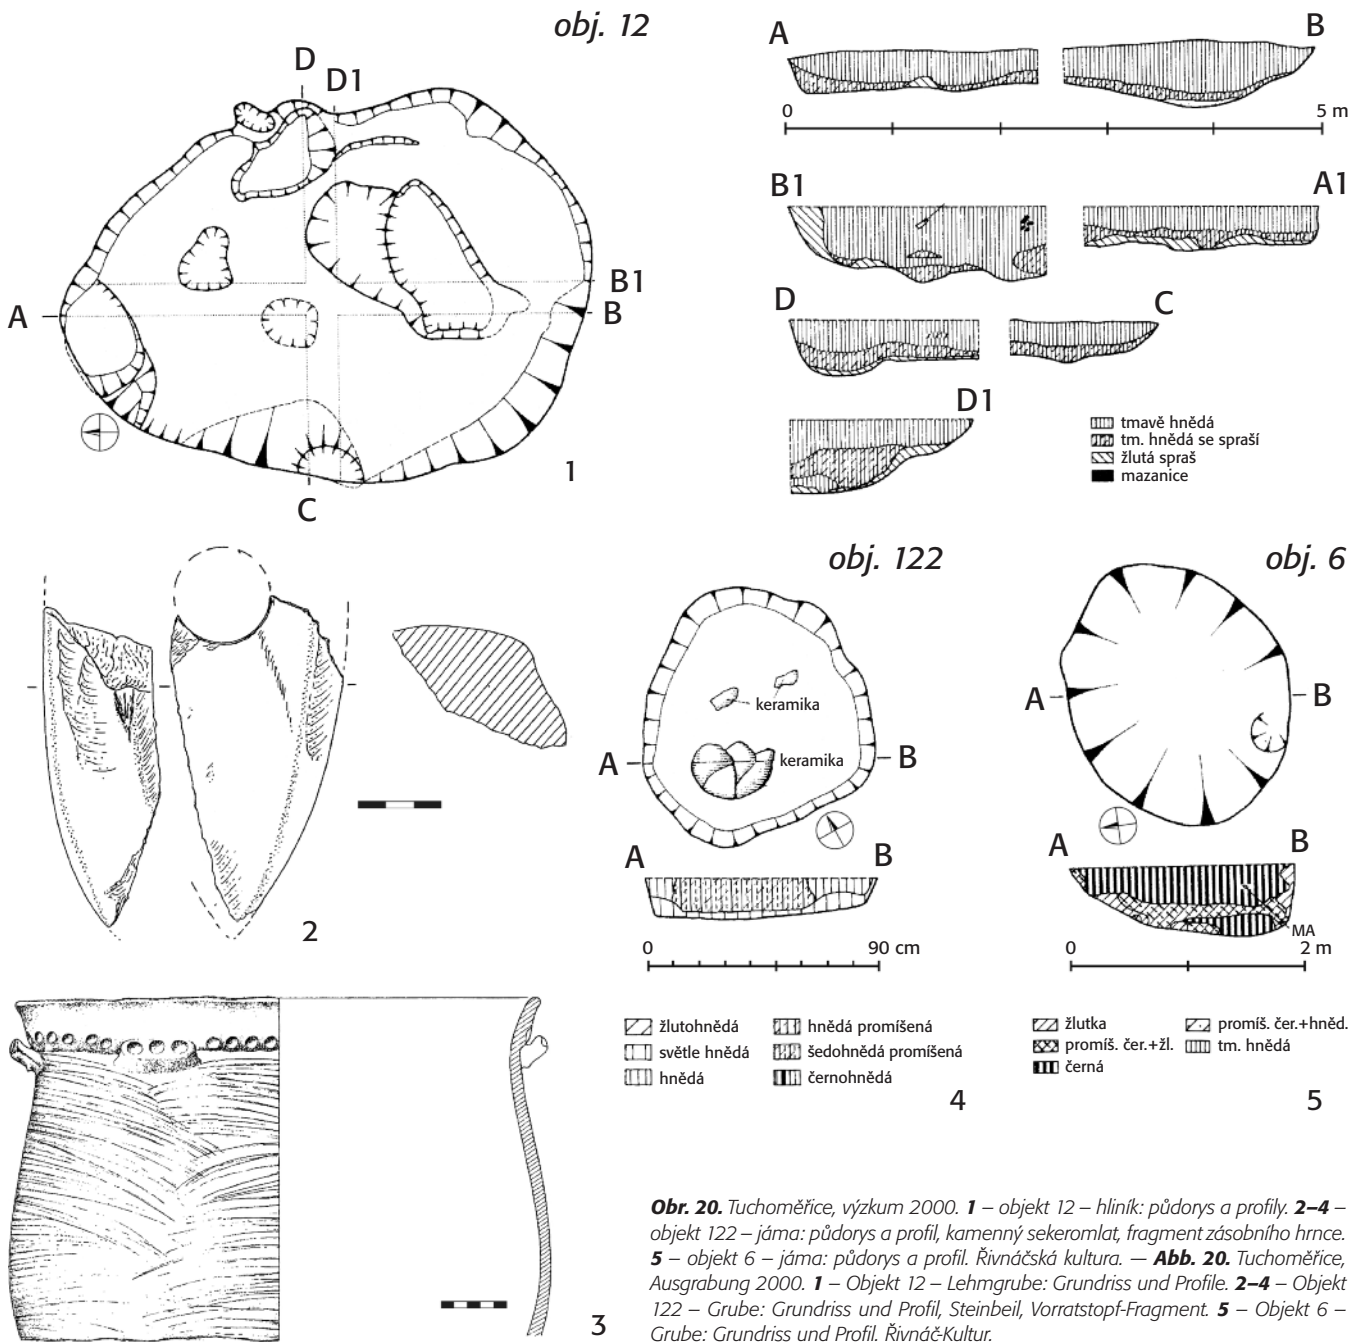 obj. 12
D
D1
A
B1
B
C
1
A
B
0
5 m
B1
A1
D
C
D1
tmavě hnědá
tm. hnědá se spraší
žlutá spraš
mazanice
2
3
obj. 122
keramika
keramika
A
B
A
B
0
90 cm
žlutohnědá
světle hnědá
hnědá
hnědá promíšená
šedohnědá promíšená
černohnědá
4
obj. 6
A
B
A
B
MA
0
2 m
žlutka
promíš. čer.+žl.
černá
promíš. čer.+hněd.
tm. hnědá
5
Obr. 20. Tuchoměřice, výzkum 2000. 1 – objekt 12 – hliník: půdorys a profily. 2–4 –
objekt 122 – jáma: půdorys a profil, kamenný sekeromlat, fragment zásobního hrnce.
5 – objekt 6 – jáma: půdorys a profil. Řivnáčská kultura. — Abb. 20. Tuchoměřice,
Ausgrabung 2000. 1 – Objekt 12 – Lehmgrube: Grundriss und Profile. 2–4 – Objekt
122 – Grube: Grundriss und Profil, Steinbeil, Vorratstopf-Fragment. 5 – Objekt 6 –
Grube: Grundriss und Profil. Řivnáč-Kultur.